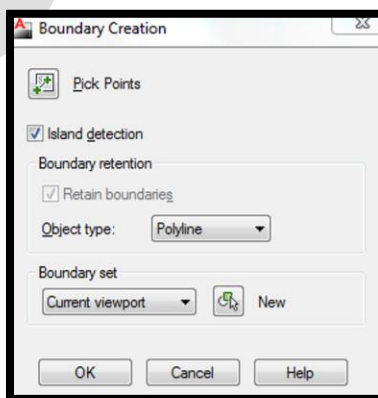 Boundary Creation
Pick Points
Island detection
Boundary retention
Retain boundaries
Object type: Polyline
Boundary set
Current viewport New
OK Cancel Help